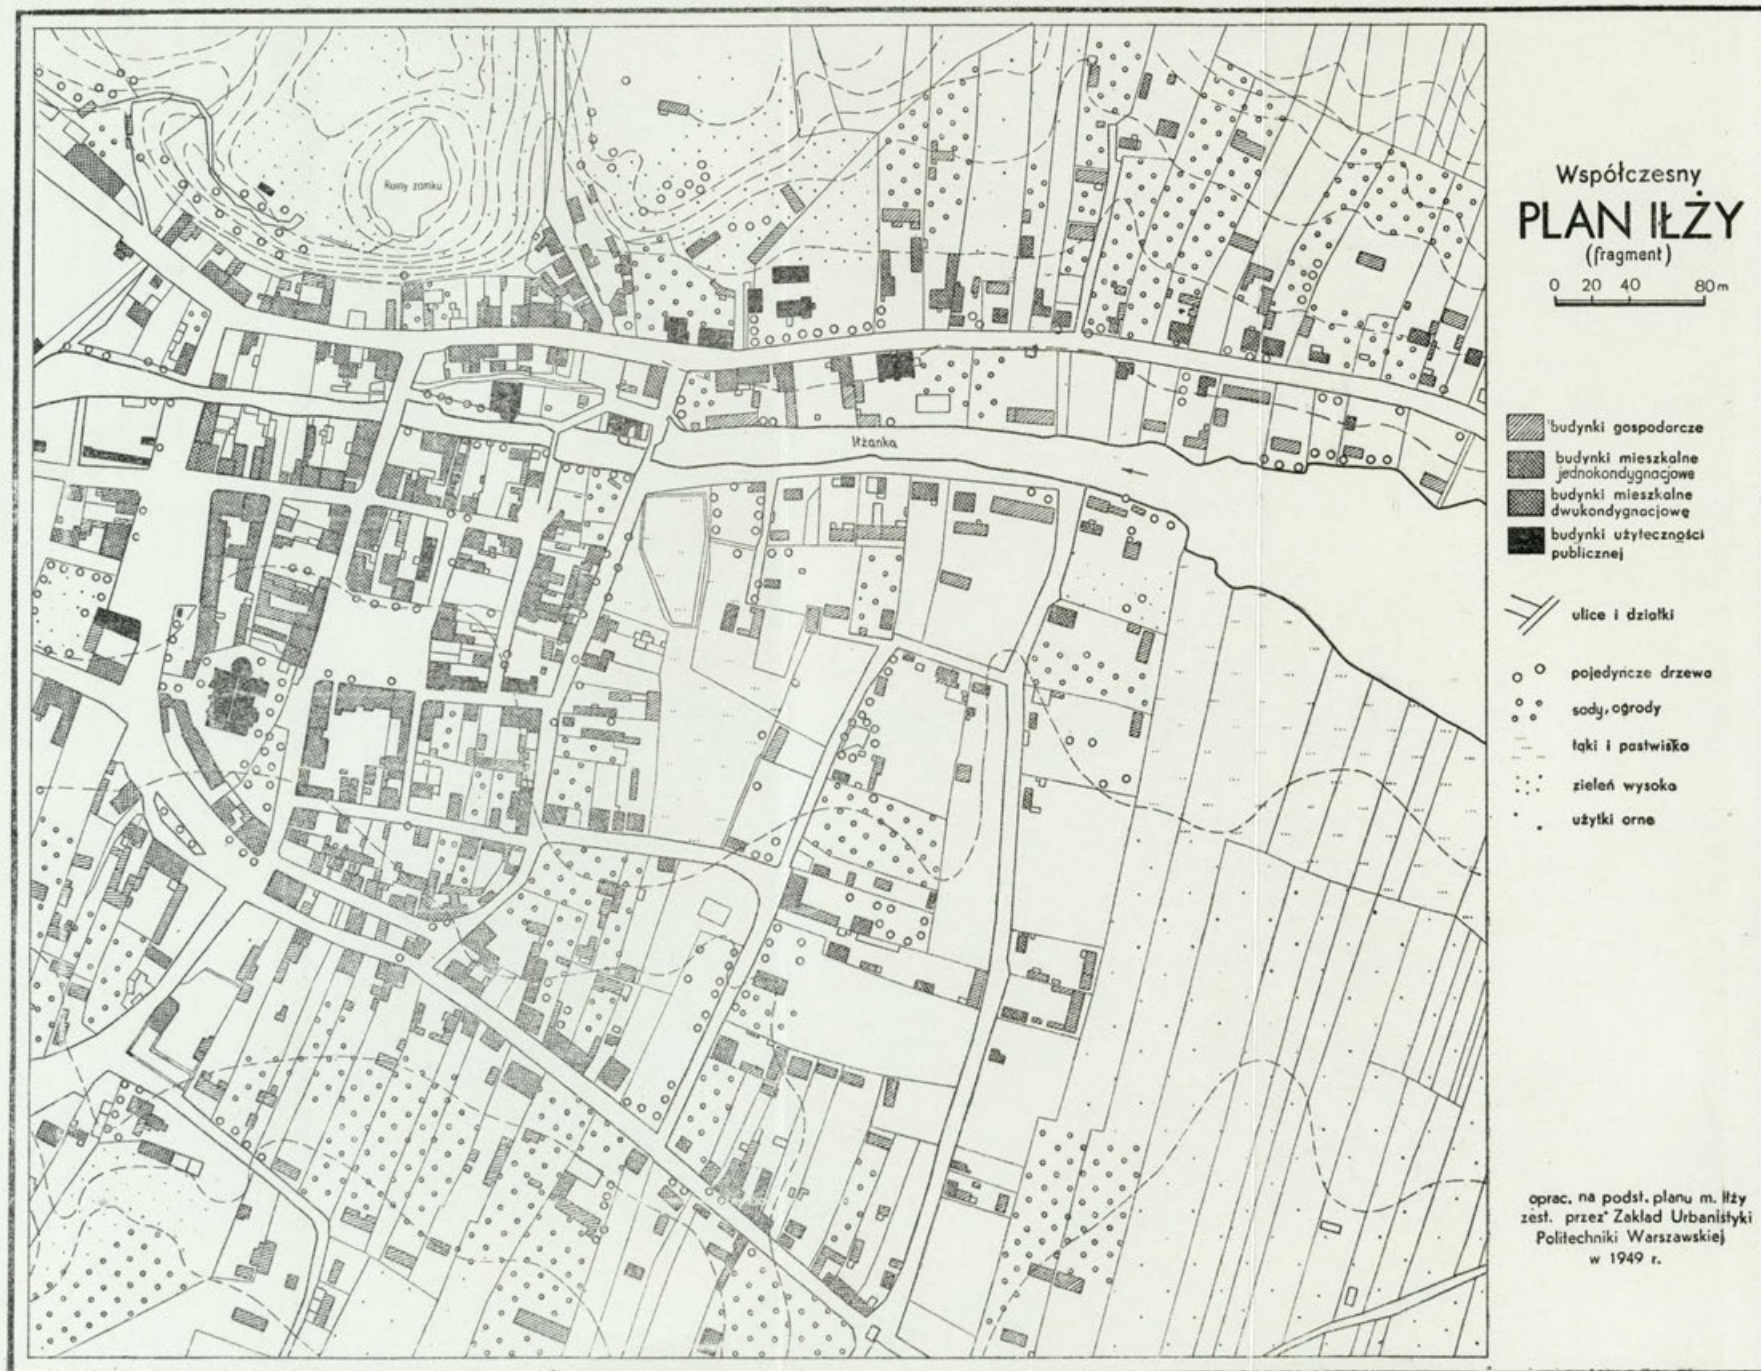 Ruiny zamku
Iłżanka
Współczesny
PLAN IŁŻY
(fragment)
0 20 40 80 m
budynki gospodarcze
budynki mieszkalne
jednokondygnacjowe
budynki mieszkalne
dwukondygnacjowe
budynki użyteczności
publicznej
ulice i działki
pojedyńcze drzewa
sady, ogrody
łąki i pastwiska
zieleń wysoka
użytki orne
oprac. na podst. planu m. Iłży
zest. przez Zakład Urbanistyki
Politechniki Warszawskiej
w 1949 r.